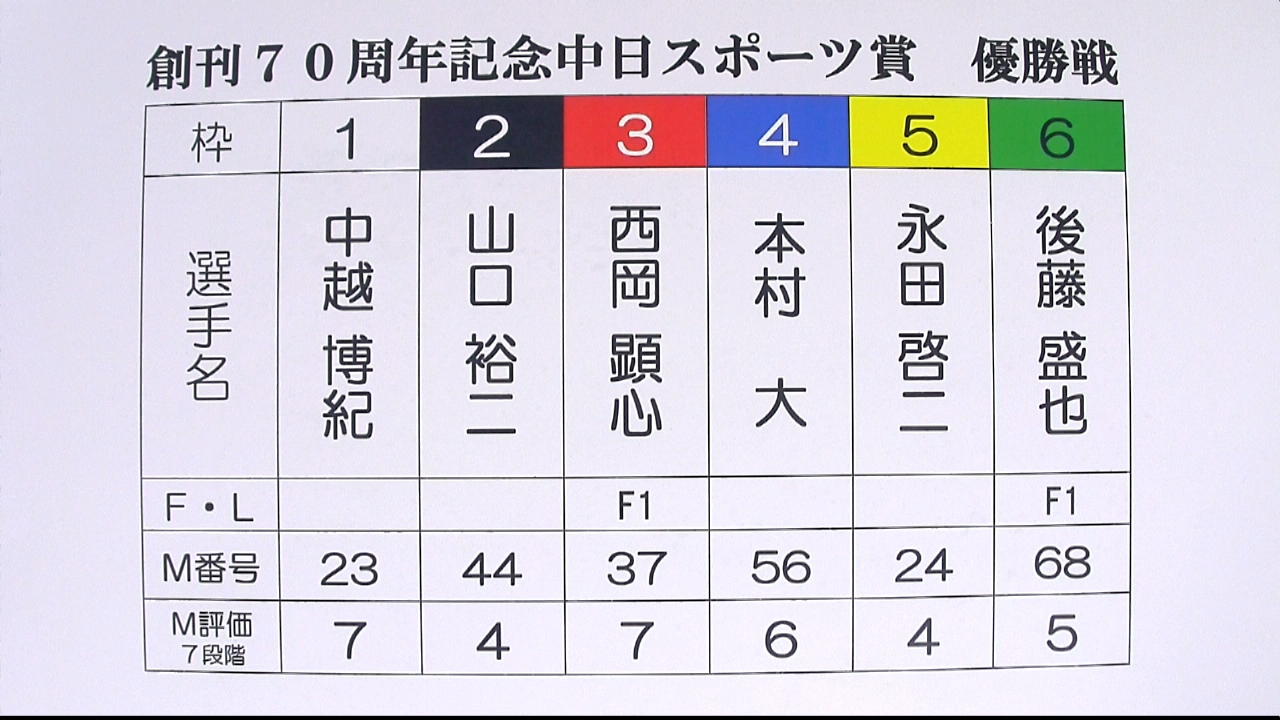 創刊７０周年記念中日スポーツ賞　優勝戦
枠 1 2 3 4 5 6
選手名 中越 博紀 山口 裕二 西岡 顕心 本村 大 永田 啓二 後藤 盛也
F・L F1 F1
M番号 23 44 37 56 24 68
M評価 7段階 7 4 7 6 4 5